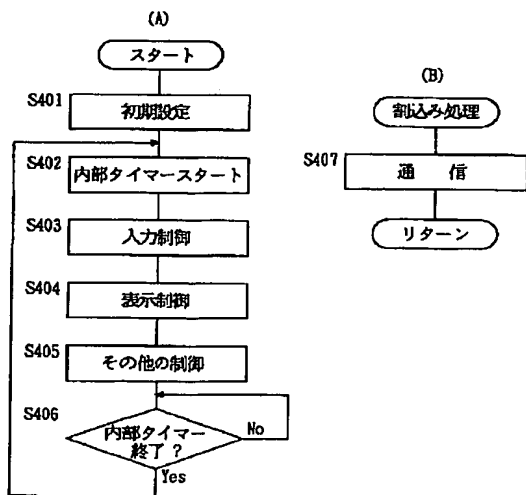 (A)
スタート
S401
初期設定
S402
内部タイマースタート
S403
入力制御
S404
表示制御
S405
その他の制御
S406
内部タイマー
終了？
No
Yes
(B)
割込み処理
S407
通　信
リターン